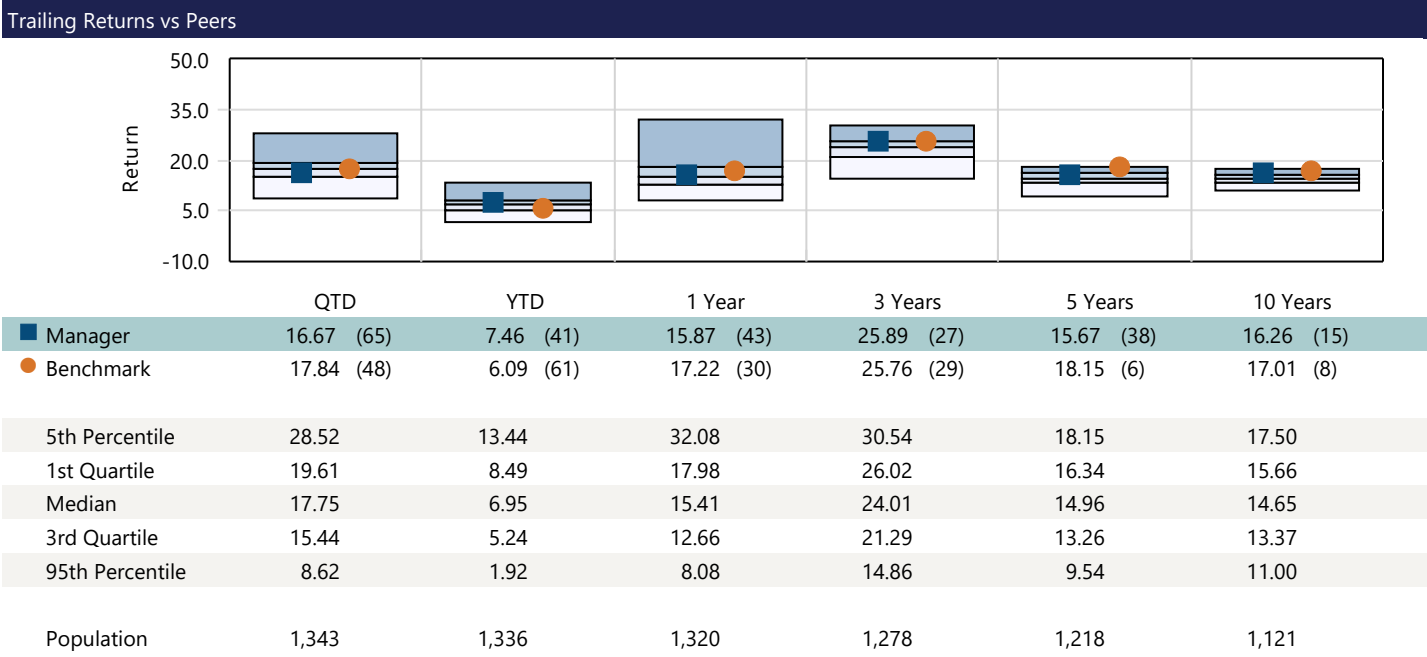 Trailing Returns vs Peers
50.0
35.0
20.0
5.0
-10.0
Return
QTD YTD 1 Year 3 Years 5 Years 10 Years
Manager 16.67 (65) 7.46 (41) 15.87 (43) 25.89 (27) 15.67 (38) 16.26 (15)
Benchmark 17.84 (48) 6.09 (61) 17.22 (30) 25.76 (29) 18.15 (6) 17.01 (8)
5th Percentile 28.52 13.44 32.08 30.54 18.15 17.50
1st Quartile 19.61 8.49 17.98 26.02 16.34 15.66
Median 17.75 6.95 15.41 24.01 14.96 14.65
3rd Quartile 15.44 5.24 12.66 21.29 13.26 13.37
95th Percentile 8.62 1.92 8.08 14.86 9.54 11.00
Population 1,343 1,336 1,320 1,278 1,218 1,121